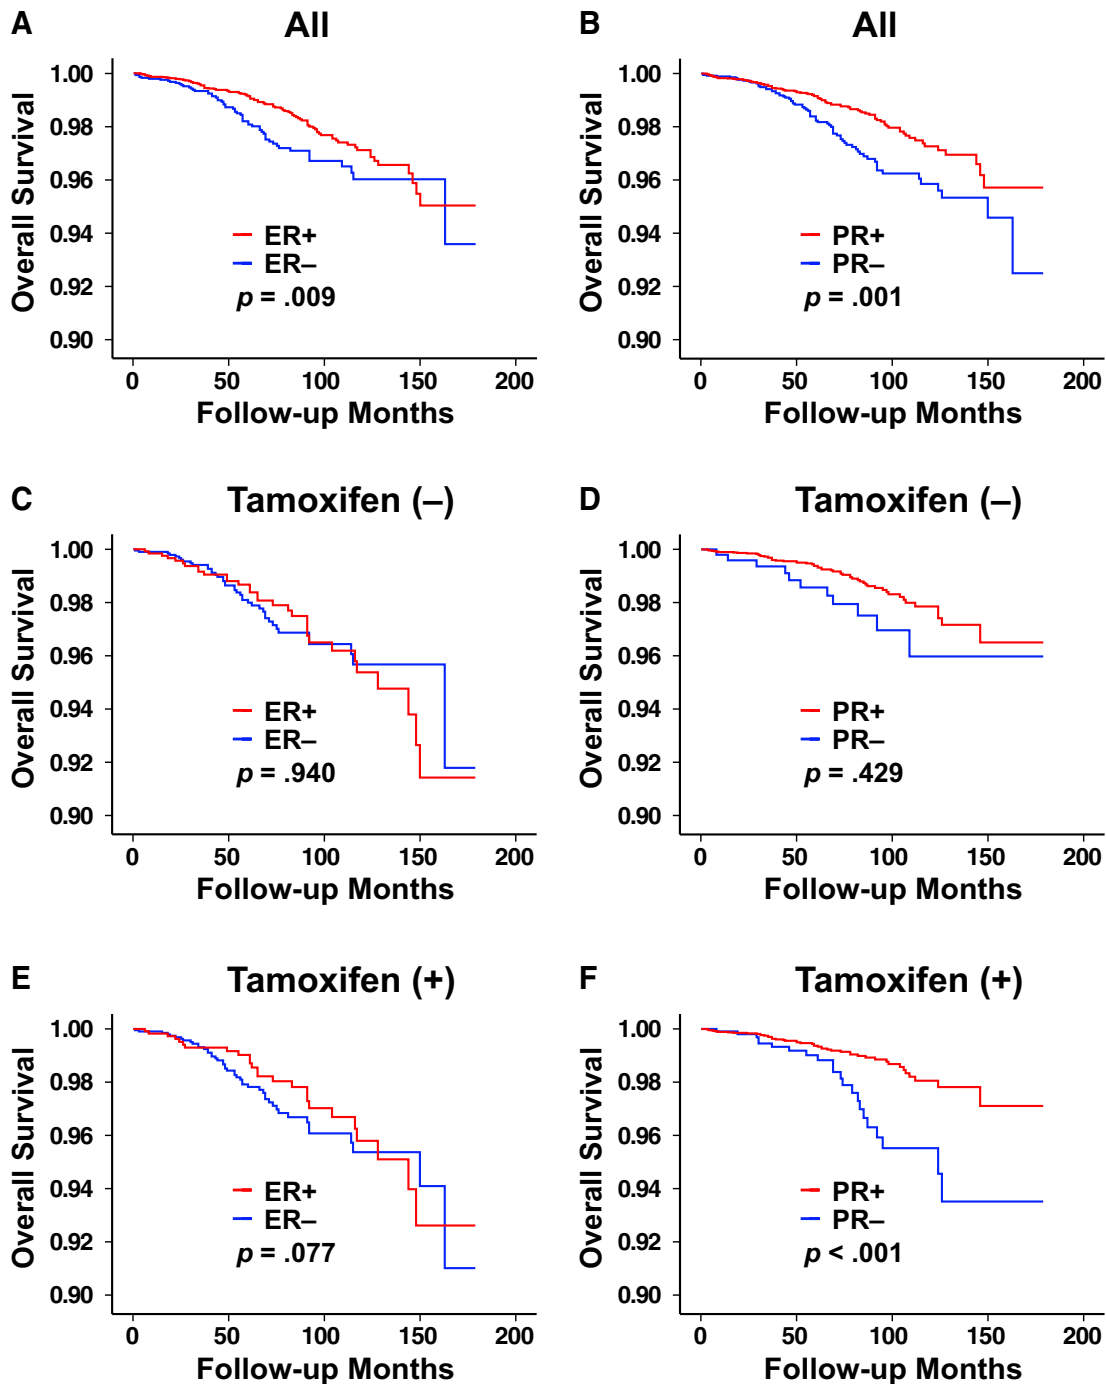 A
All
Overall Survival
1.00
0.98
0.96
0.94
0.92
0.90
ER+
ER–
p = .009
0
50
100
150
200
Follow-up Months
B
All
Overall Survival
1.00
0.98
0.96
0.94
0.92
0.90
PR+
PR–
p = .001
0
50
100
150
200
Follow-up Months
C
Tamoxifen (–)
Overall Survival
1.00
0.98
0.96
0.94
0.92
0.90
ER+
ER–
p = .940
0
50
100
150
200
Follow-up Months
D
Tamoxifen (–)
Overall Survival
1.00
0.98
0.96
0.94
0.92
0.90
PR+
PR–
p = .429
0
50
100
150
200
Follow-up Months
E
Tamoxifen (+)
Overall Survival
1.00
0.98
0.96
0.94
0.92
0.90
ER+
ER–
p = .077
0
50
100
150
200
Follow-up Months
F
Tamoxifen (+)
Overall Survival
1.00
0.98
0.96
0.94
0.92
0.90
PR+
PR–
p < .001
0
50
100
150
200
Follow-up Months